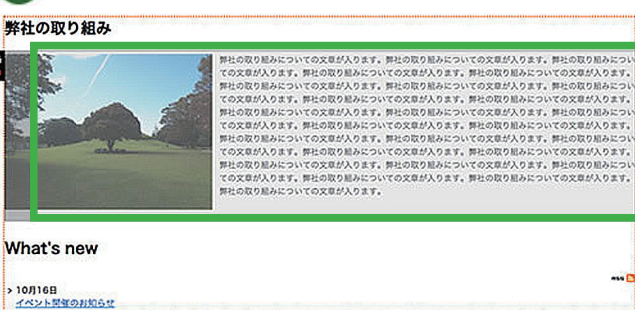 弊社の取り組み
弊社の取り組みについての文章が入ります。弊社の取り組みについての文章が入ります。弊社の取り組みについ
ての文章が入ります。弊社の取り組みについての文章が入ります。弊社の取り組みについての文章が入ります。
弊社の取り組みについての文章が入ります。弊社の取り組みについての文章が入ります。弊社の取り組みについ
ての文章が入ります。弊社の取り組みについての文章が入ります。弊社の取り組みについての文章が入ります。
弊社の取り組みについての文章が入ります。弊社の取り組みについての文章が入ります。弊社の取り組みについ
ての文章が入ります。弊社の取り組みについての文章が入ります。弊社の取り組みについての文章が入ります。
弊社の取り組みについての文章が入ります。弊社の取り組みについての文章が入ります。弊社の取り組みについ
ての文章が入ります。弊社の取り組みについての文章が入ります。弊社の取り組みについての文章が入ります。
弊社の取り組みについての文章が入ります。弊社の取り組みについての文章が入ります。弊社の取り組みについ
ての文章が入ります。弊社の取り組みについての文章が入ります。弊社の取り組みについての文章が入ります。
弊社の取り組みについての文章が入ります。
What's new
RSS
> 10月16日
イベント開催のお知らせ